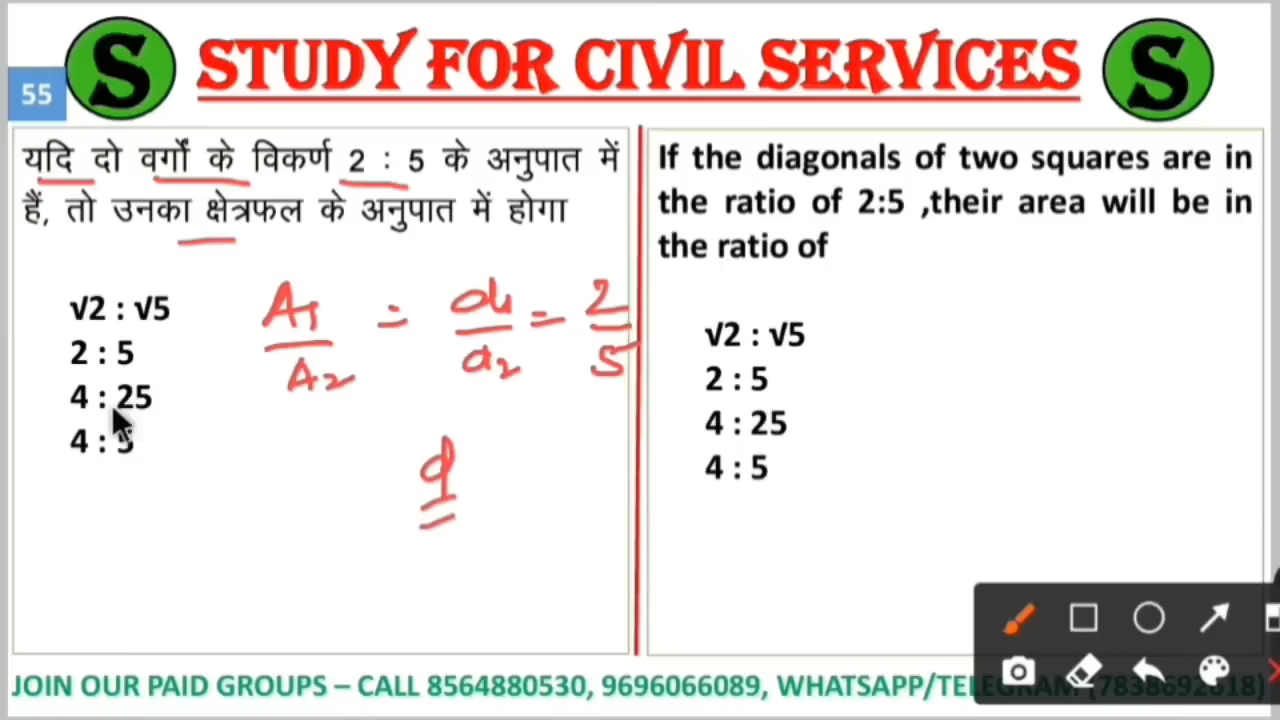 S STUDY FOR CIVIL SERVICES S
55
यदि दो वर्गों के विकर्ण 2 : 5 के अनुपात में
हैं, तो उनका क्षेत्रफल के अनुपात में होगा
√2 : √5
2 : 5
4 : 25
4 : 5
A1/A2 = d1/d2 = 2/5
d
If the diagonals of two squares are in
the ratio of 2:5 ,their area will be in
the ratio of
√2 : √5
2 : 5
4 : 25
4 : 5
JOIN OUR PAID GROUPS – CALL 8564880530, 9696066089, WHATSAPP/TELEGRAM (7838692618)